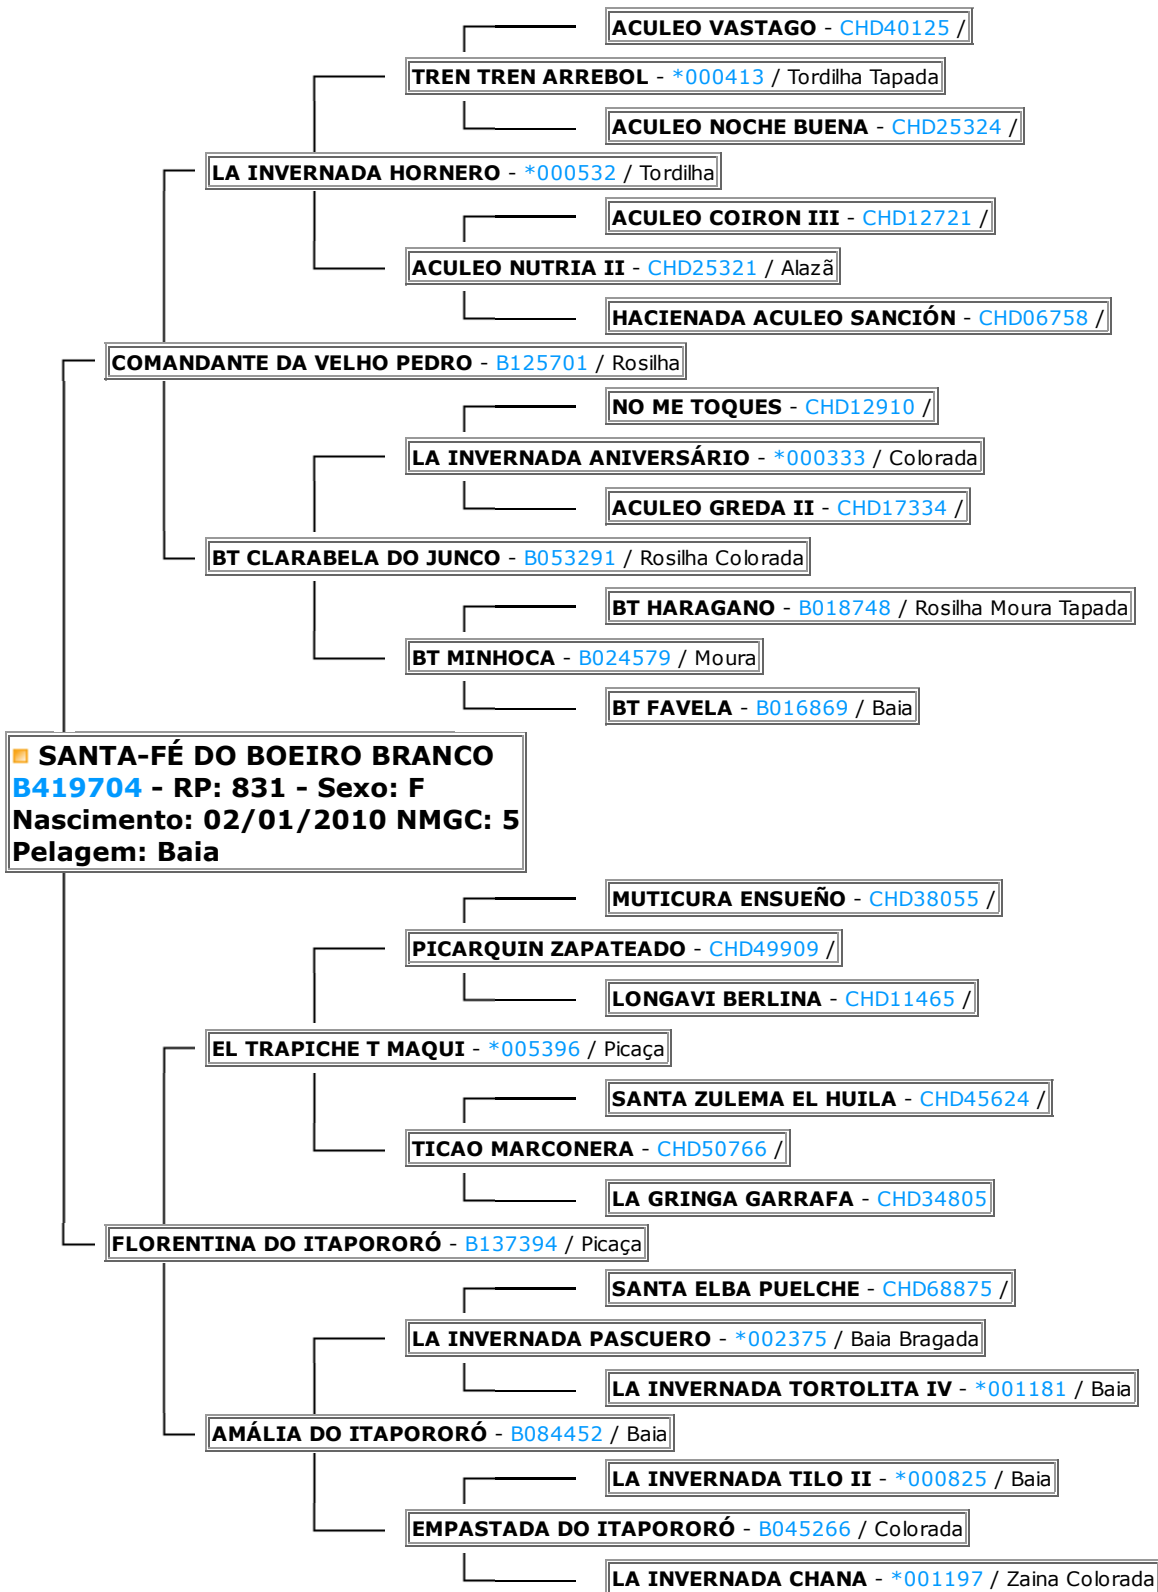 ACULEO VASTAGO - CHD40125 /
TREN TREN ARREBOL - *000413 / Tordilha Tapada
ACULEO NOCHE BUENA - CHD25324 /
LA INVERNADA HORNERO - *000532 / Tordilha
ACULEO COIRON III - CHD12721 /
ACULEO NUTRIA II - CHD25321 / Alazã
HACIENADA ACULEO SANCIÓN - CHD06758 /
COMANDANTE DA VELHO PEDRO - B125701 / Rosilha
NO ME TOQUES - CHD12910 /
LA INVERNADA ANIVERSÁRIO - *000333 / Colorada
ACULEO GREDA II - CHD17334 /
BT CLARABELA DO JUNCO - B053291 / Rosilha Colorada
BT HARAGANO - B018748 / Rosilha Moura Tapada
BT MINHOCA - B024579 / Moura
BT FAVELA - B016869 / Baia
SANTA-FÉ DO BOEIRO BRANCO
B419704 - RP: 831 - Sexo: F
Nascimento: 02/01/2010 NMGC: 5
Pelagem: Baia
MUTICURA ENSUEÑO - CHD38055 /
PICARQUIN ZAPATEADO - CHD49909 /
LONGAVI BERLINA - CHD11465 /
EL TRAPICHE T MAQUI - *005396 / Picaça
SANTA ZULEMA EL HUILA - CHD45624 /
TICAO MARCONERA - CHD50766 /
LA GRINGA GARRAFA - CHD34805
FLORENTINA DO ITAPORORÓ - B137394 / Picaça
SANTA ELBA PUELCHE - CHD68875 /
LA INVERNADA PASCUERO - *002375 / Baia Bragada
LA INVERNADA TORTOLITA IV - *001181 / Baia
AMÁLIA DO ITAPORORÓ - B084452 / Baia
LA INVERNADA TILO II - *000825 / Baia
EMPASTADA DO ITAPORORÓ - B045266 / Colorada
LA INVERNADA CHANA - *001197 / Zaina Colorada